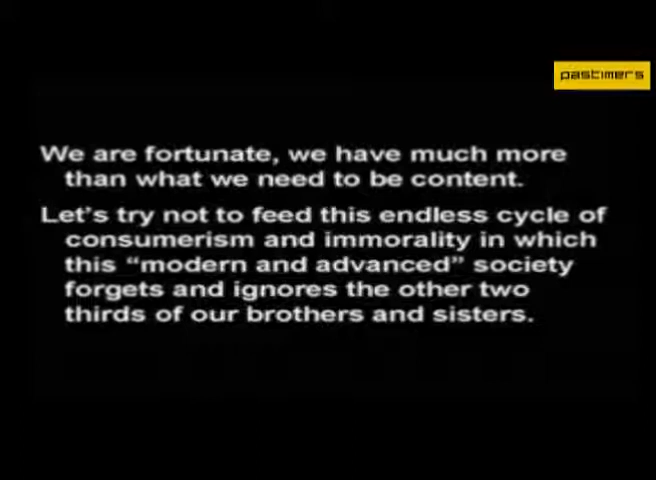 pastimers
We are fortunate, we have much more
than what we need to be content.
Let's try not to feed this endless cycle of
consumerism and immorality in which
this “modern and advanced” society
forgets and ignores the other two
thirds of our brothers and sisters.